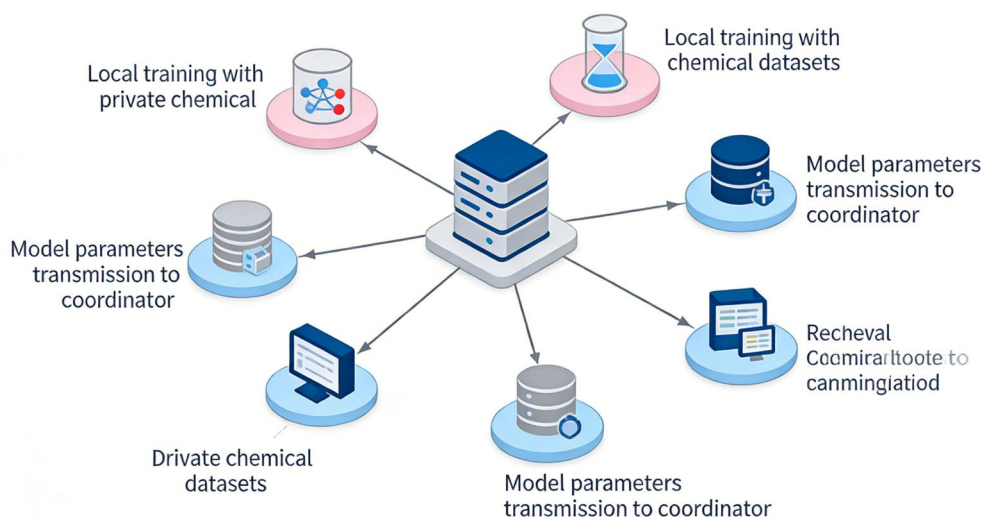 Local training with
private chemical
Local training with
chemical datasets
Model parameters
transmission to
coordinator
Model parameters
transmission to
coordinator
Recheval
to
Drivate chemical
datasets
Model parameters
transmission to coordinator